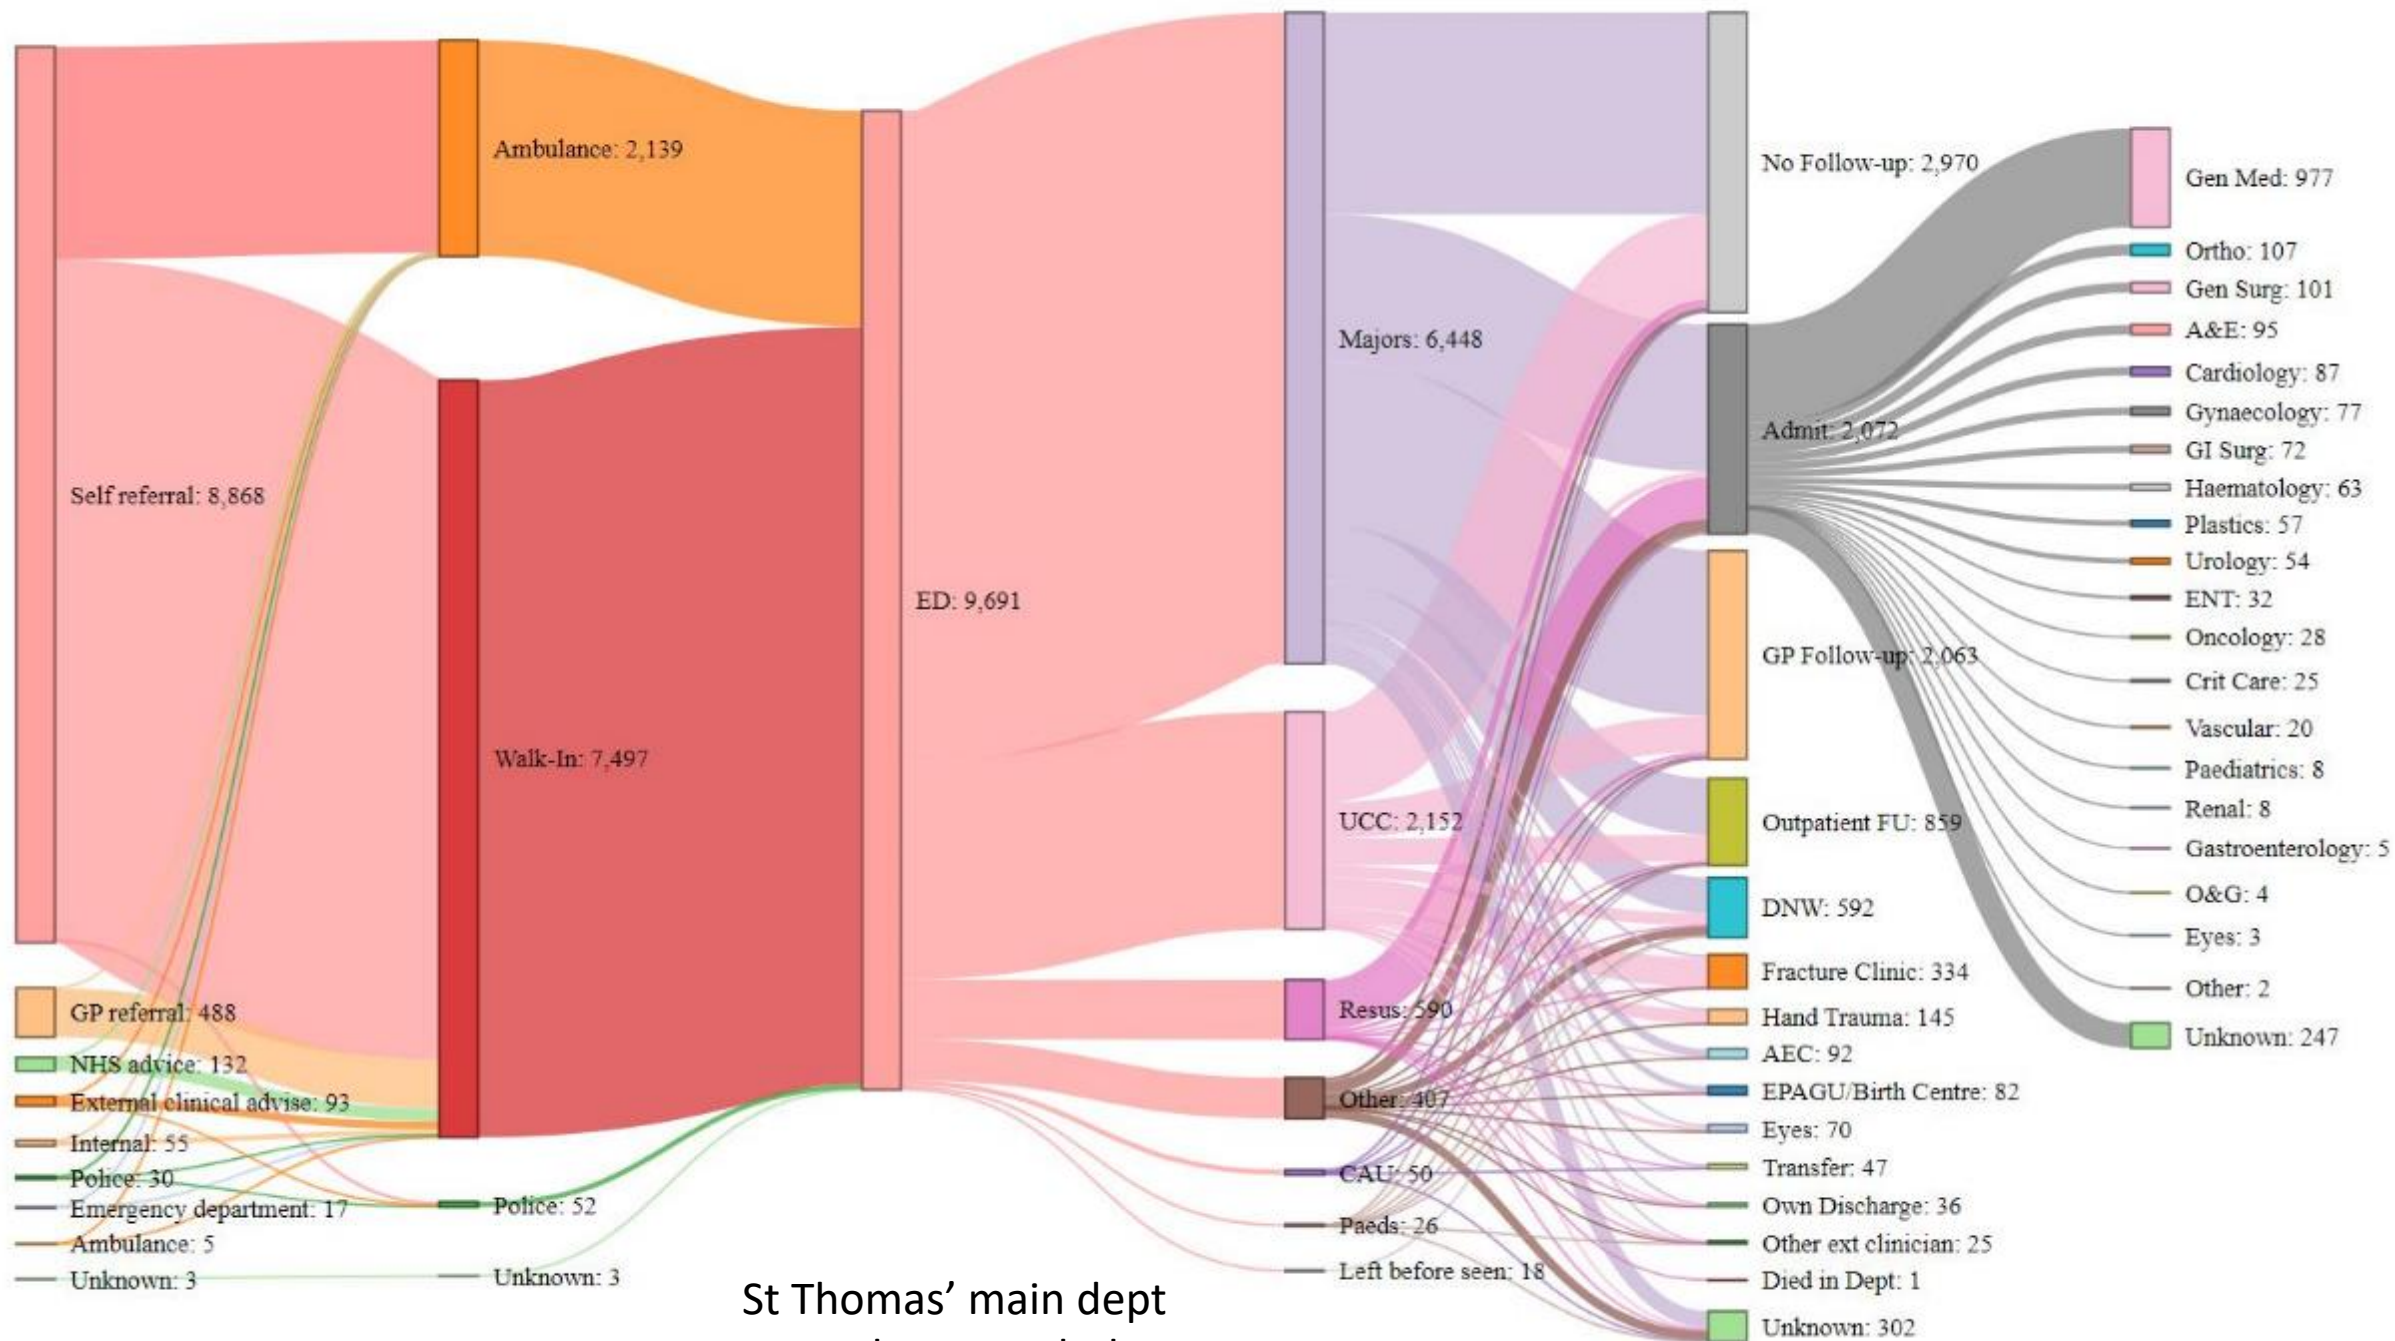 Self referral: 8,868
GP referral: 488
NHS advice: 132
External clinical advise: 93
Internal: 55
Police: 30
Emergency department: 17
Ambulance: 5
Unknown: 3
Ambulance: 2,139
Walk-In: 7,497
Police: 52
Unknown: 3
ED: 9,691
Majors: 6,448
UCC: 2,152
Resus: 590
Other: 407
CAU: 50
Paeds: 26
Left before seen: 18
No Follow-up: 2,970
Admit: 2,072
GP Follow-up: 2,063
Outpatient FU: 859
DNW: 592
Fracture Clinic: 334
Hand Trauma: 145
AEC: 92
EPAGU/Birth Centre: 82
Eyes: 70
Transfer: 47
Own Discharge: 36
Other ext clinician: 25
Died in Dept: 1
Unknown: 302
Gen Med: 977
Ortho: 107
Gen Surg: 101
A&E: 95
Cardiology: 87
Gynaecology: 77
GI Surg: 72
Haematology: 63
Plastics: 57
Urology: 54
ENT: 32
Oncology: 28
Crit Care: 25
Vascular: 20
Paediatrics: 8
Renal: 8
Gastroenterology: 5
O&G: 4
Eyes: 3
Other: 2
Unknown: 247
St Thomas’ main dept